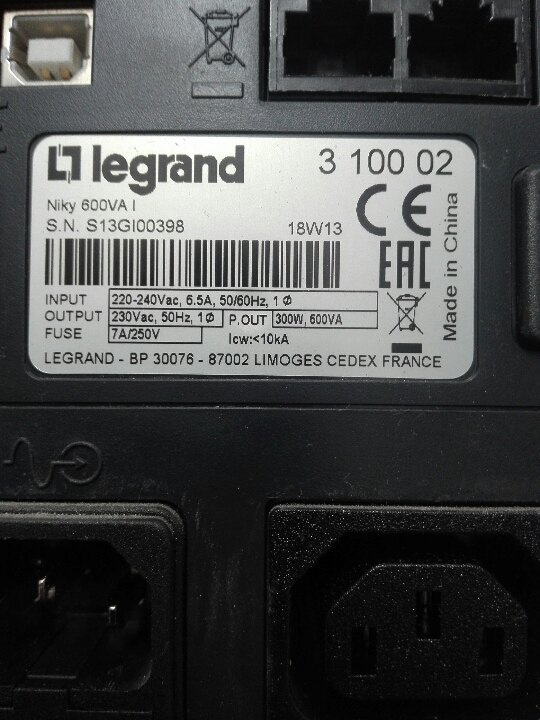 legrand 3 100 02
Niky 600VA I
S.N. S13GI00398 18W13
CE
EAC
Made in China
INPUT 220-240Vac, 6.5A, 50/60Hz, 1 Ø
OUTPUT 230Vac, 50Hz, 1Ø P.OUT 300W, 600VA
FUSE 7A/250V Icw:<10kA
LEGRAND - BP 30076 - 87002 LIMOGES CEDEX FRANCE